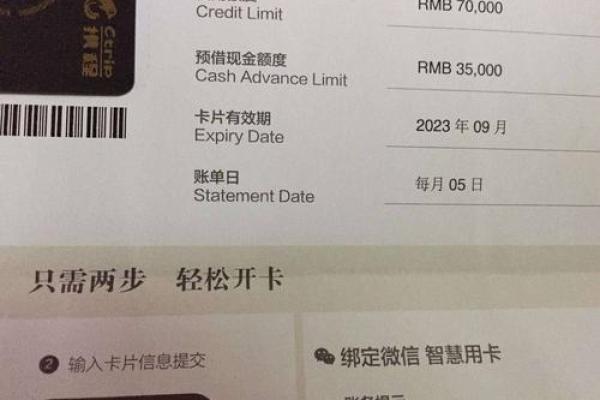 Ctrip
携程
Credit Limit
RMB 70,000
预借现金额度
Cash Advance Limit
RMB 35,000
卡片有效期
Expiry Date
2023 年 09 月
账单日
Statement Date
每月 05 日
只需两步 轻松开卡
2 输入卡片信息提交
绑定微信 智慧用卡